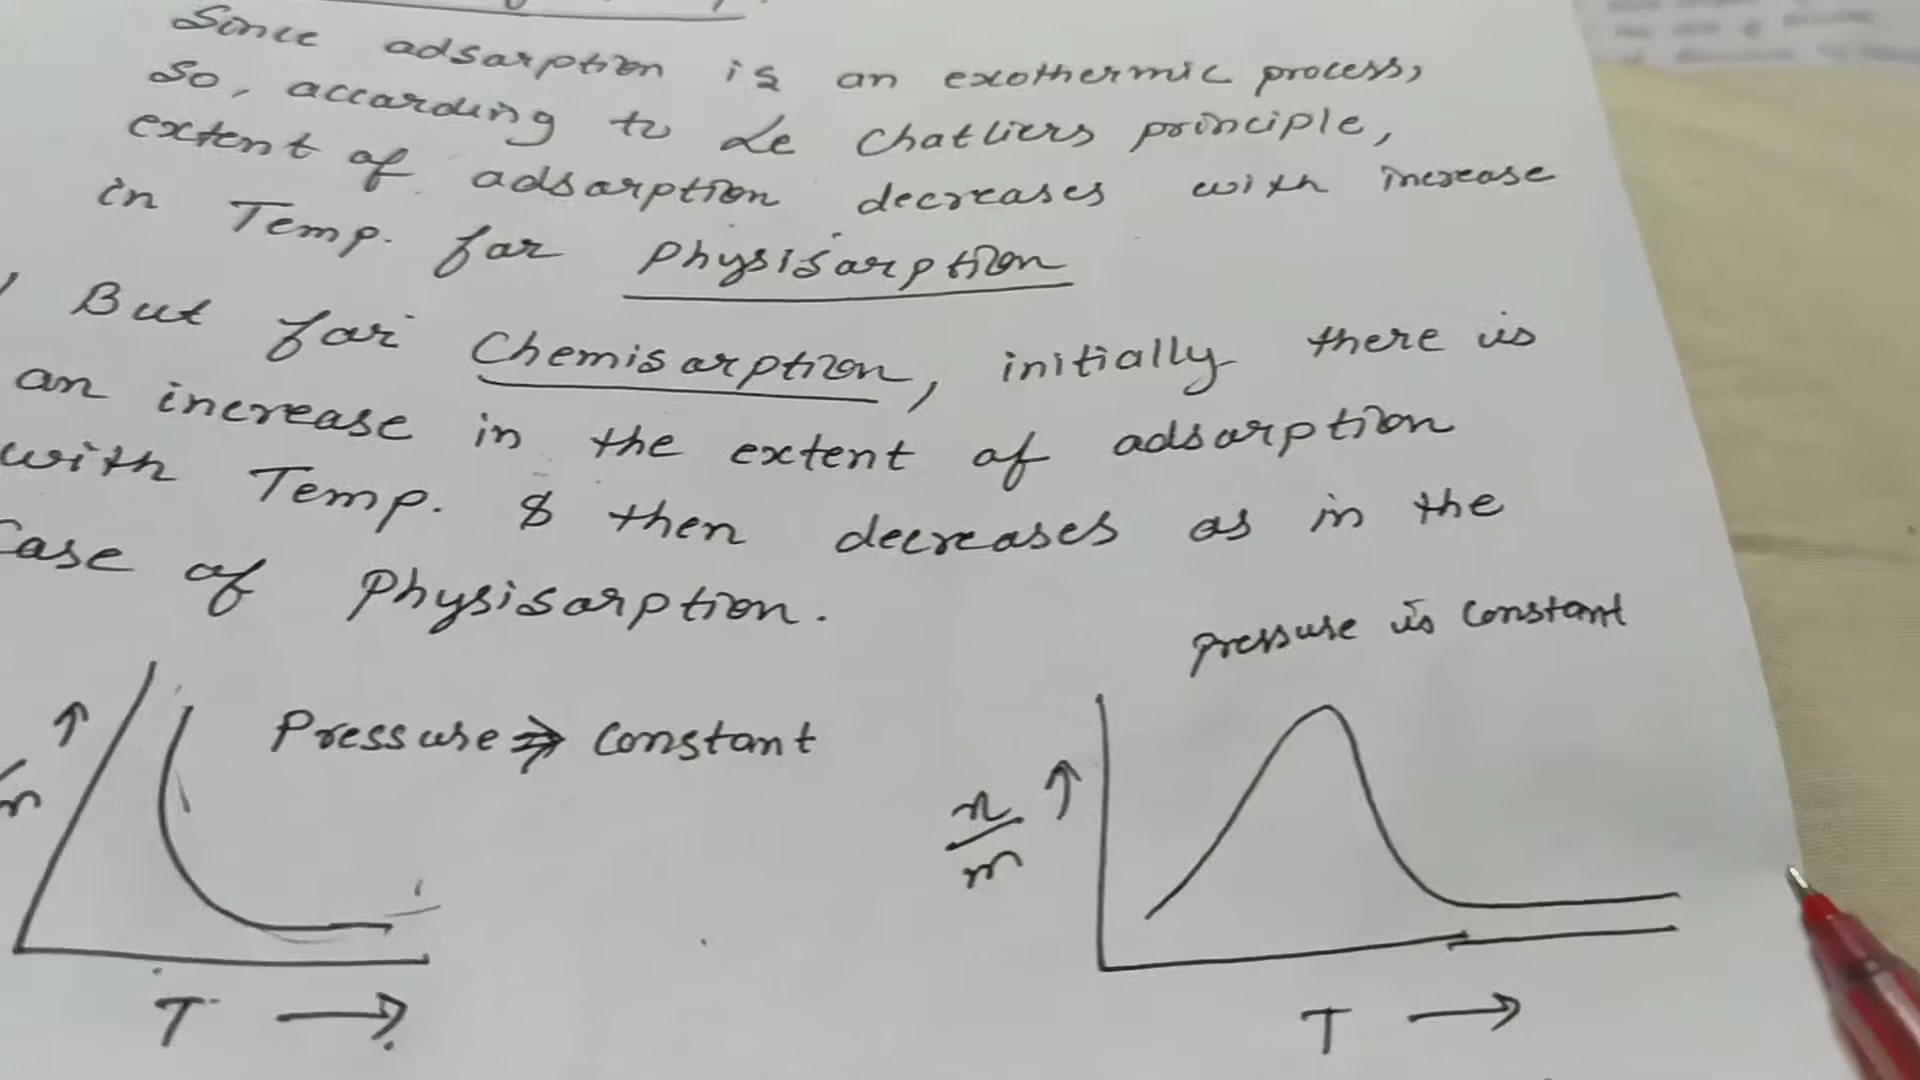 Since adsorption is an exothermic process,
So, according to Le Chatliers principle,
extent of adsorption decreases with increase
in Temp. for Physisorption
But for Chemisorption, initially there is
an increase in the extent of adsorption
with Temp. & then decreases as in the
Case of Physisorption.
Pressure is constant
↑ Pressure ⇒ constant
x/m ↑
m
T →
T →